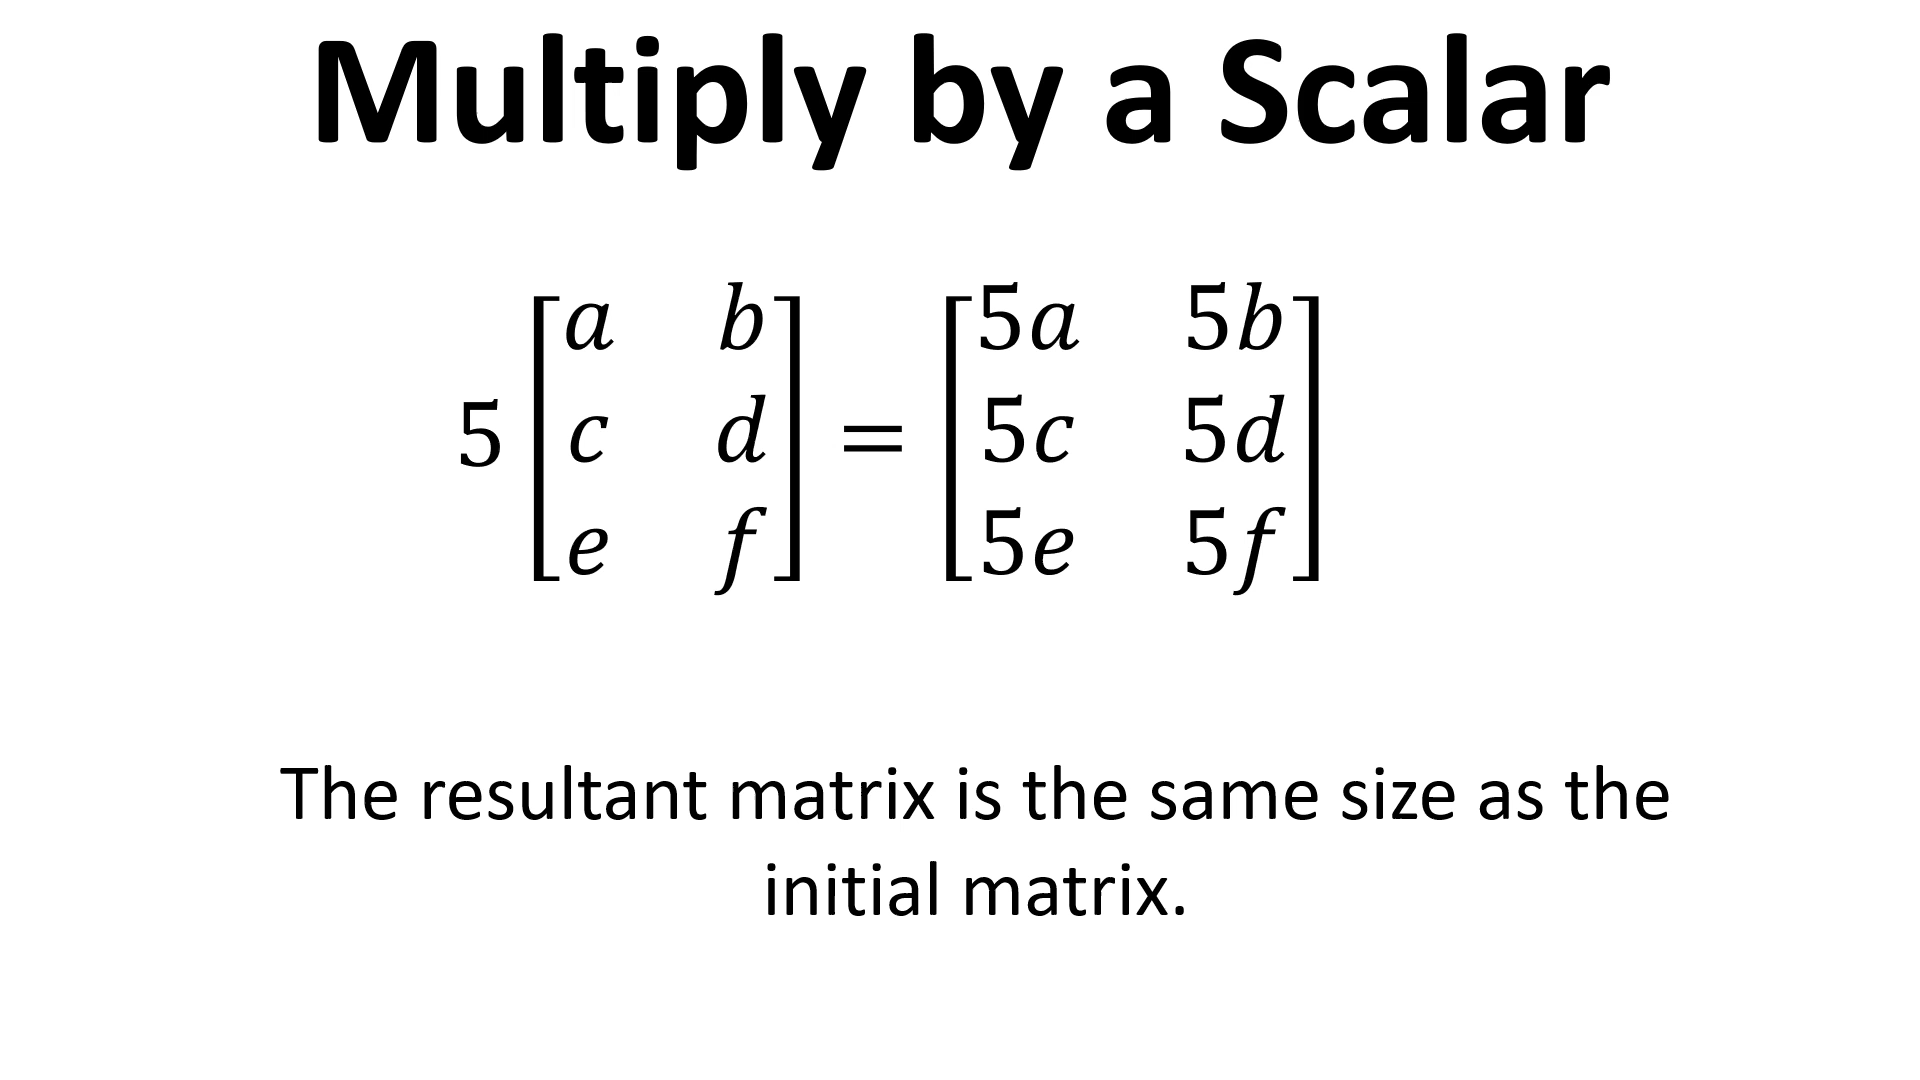 Multiply by a Scalar
a b 5a 5b
5 c d = 5c 5d
e f 5e 5f
The resultant matrix is the same size as the
initial matrix.